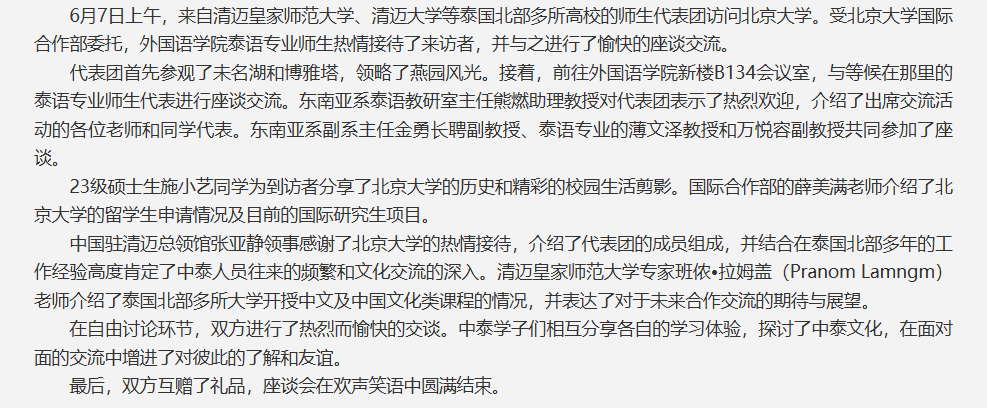 6月7日上午，来自清迈皇家师范大学、清迈大学等泰国北部多所高校的师生代表团访问北京大学。受北京大学国际
合作部委托，外国语学院泰语专业师生热情接待了来访者，并与之进行了愉快的座谈交流。
代表团首先参观了未名湖和博雅塔，领略了燕园风光。接着，前往外国语学院新楼B134会议室，与等候在那里的
泰语专业师生代表进行座谈交流。东南亚系泰语教研室主任熊燃助理教授对代表团表示了热烈欢迎，介绍了出席交流活
动的各位老师和同学代表。东南亚系副系主任金勇长聘副教授、泰语专业的薄文泽教授和万悦容副教授共同参加了座
谈。
23级硕士生施小艺同学为到访者分享了北京大学的历史和精彩的校园生活剪影。国际合作部的薛美满老师介绍了北
京大学的留学生申请情况及目前的国际研究生项目。
中国驻清迈总领馆张亚静领事感谢了北京大学的热情接待，介绍了代表团的成员组成，并结合在泰国北部多年的工
作经验高度肯定了中泰人员往来的频繁和文化交流的深入。清迈皇家师范大学专家班侬•拉姆盖（Pranom Lamngm）
老师介绍了泰国北部多所大学开授中文及中国文化类课程的情况，并表达了对于未来合作交流的期待与展望。
在自由讨论环节，双方进行了热烈而愉快的交谈。中泰学子们相互分享各自的学习体验，探讨了中泰文化，在面对
面的交流中增进了对彼此的了解和友谊。
最后，双方互赠了礼品，座谈会在欢声笑语中圆满结束。